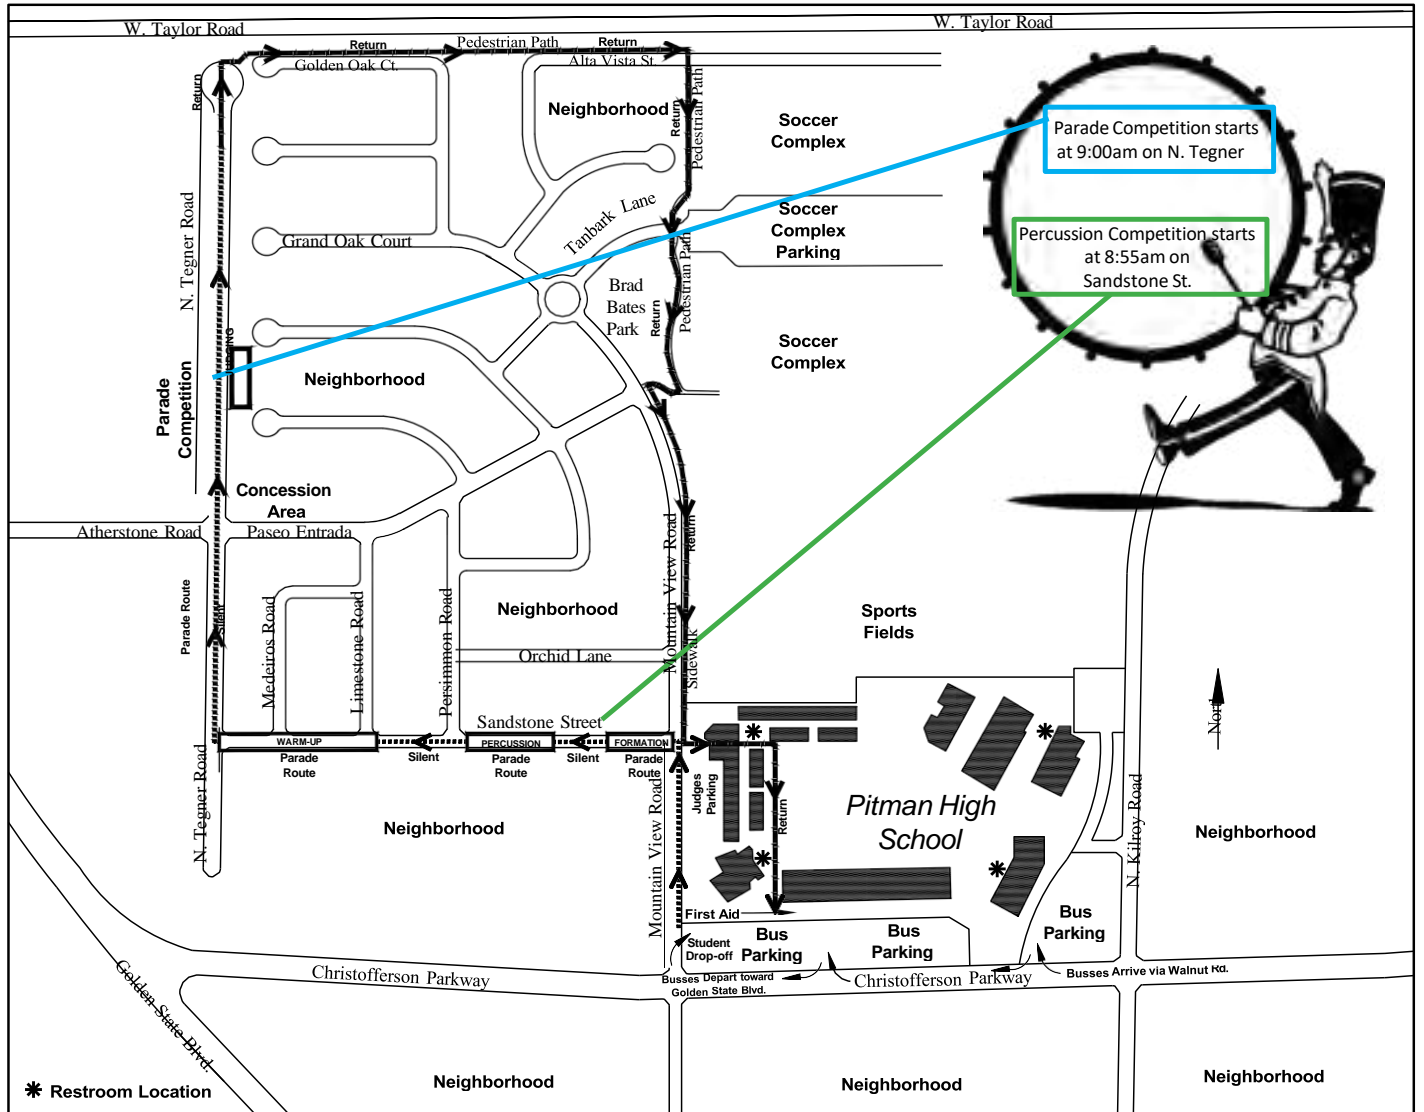 W. Taylor Road
W. Taylor Road
Return
Pedestrian Path
Return
Golden Oak Ct.
Alta Vista St.
Return
Neighborhood
Return
Pedestrian Path
Soccer
Complex
Parade Competition starts
at 9:00am on N. Tegner
N. Tegner Road
Tanbark Lane
Soccer
Complex
Parking
Grand Oak Court
Percussion Competition starts
at 8:55am on
Sandstone St.
Brad
Bates
Park
Return
Pedestrian Path
JUDGING
Soccer
Complex
Neighborhood
Parade
Competition
Concession
Area
Atherstone Road
Paseo Entrada
Return
Mountain View Road
Sidewalk
Parade Route
Silent
Medeiros Road
Limestone Road
Persimmon Road
Neighborhood
Sports
Fields
Orchid Lane
Sandstone Street
WARM-UP
PERCUSSION
FORMATION
Parade
Route
Silent
Parade
Route
Silent
Parade
Route
North
N. Tegner Road
Mountain View Road
Judges
Parking
Return
Pitman High
School
N. Kilroy Road
Neighborhood
Neighborhood
First Aid
Student
Drop-off
Bus
Parking
Bus
Parking
Bus
Parking
Golden State Blvd.
Christofferson Parkway
Busses Depart toward
Golden State Blvd.
Christofferson Parkway
Busses Arrive via Walnut Rd.
Restroom Location
Neighborhood
Neighborhood
Neighborhood